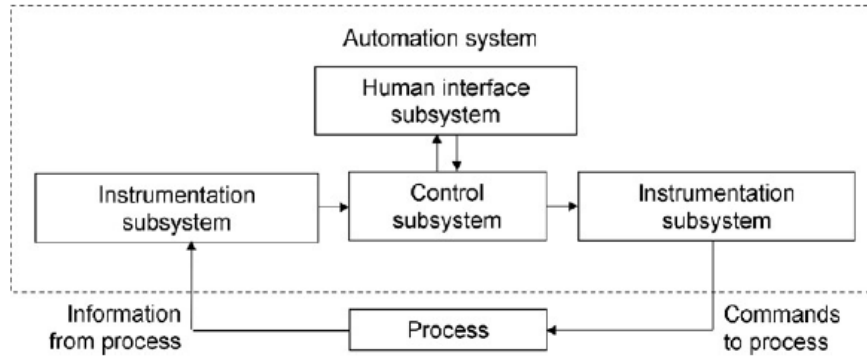 Automation system
Human interface
subsystem
Instrumentation
subsystem
Control
subsystem
Instrumentation
subsystem
Information
from process
Process
Commands
to process